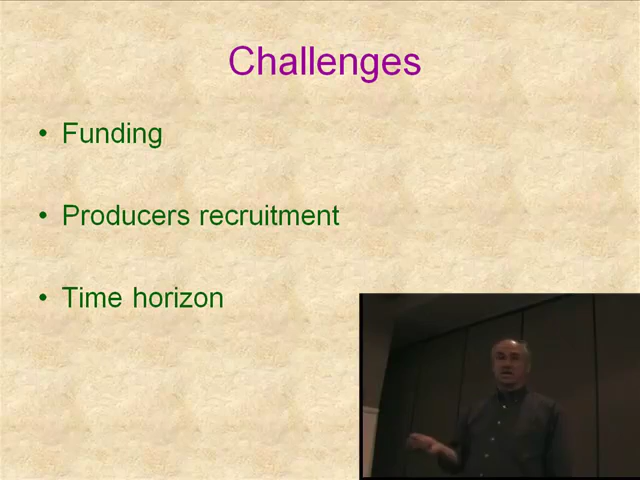 Challenges
• Funding
• Producers recruitment
• Time horizon